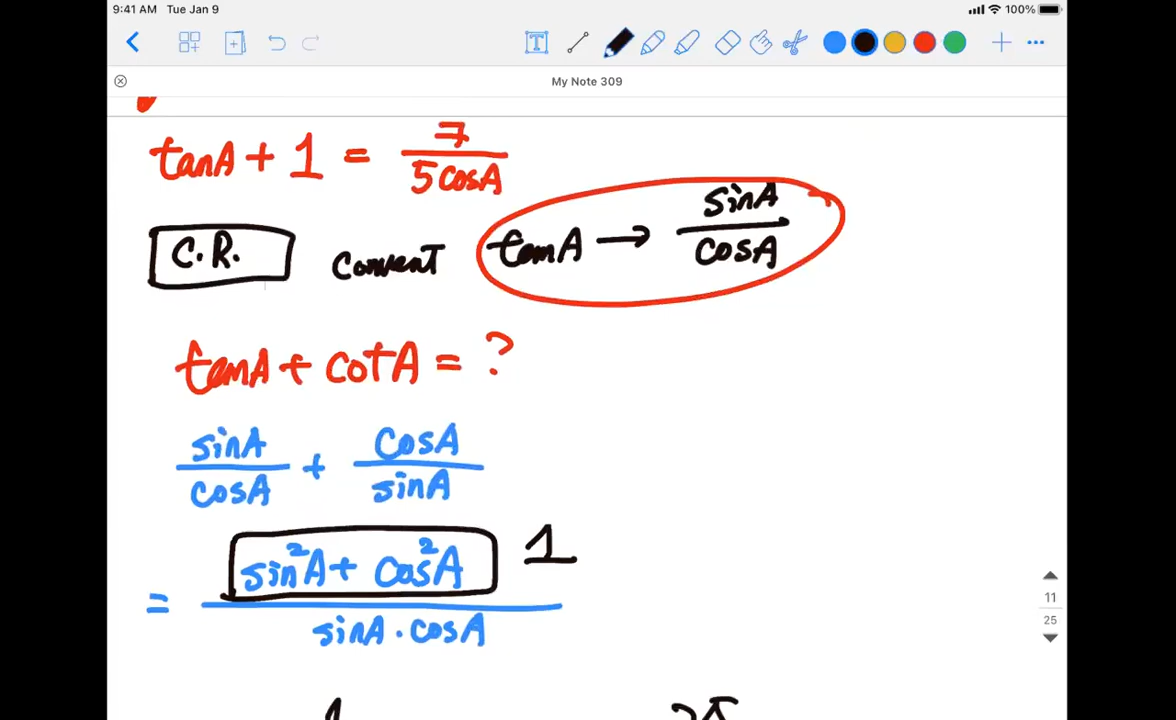 9:41 AM Tue Jan 9 100%
My Note 309
tanA + 1 = 7/5cosA
C.R. convert tanA → sinA/cosA
tanA + cotA = ?
sinA/cosA + cosA/sinA
= sin²A + cos²A/sinA · cosA 1
11
25